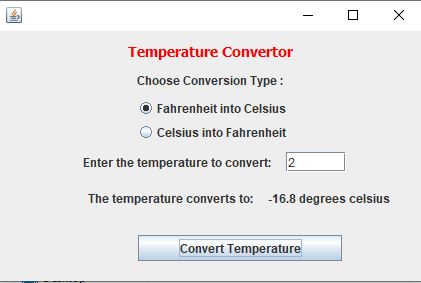 Temperature Convertor
Choose Conversion Type :
Fahrenheit into Celsius
Celsius into Fahrenheit
Enter the temperature to convert: 2
The temperature converts to: -16.8 degrees celsius
Convert Temperature